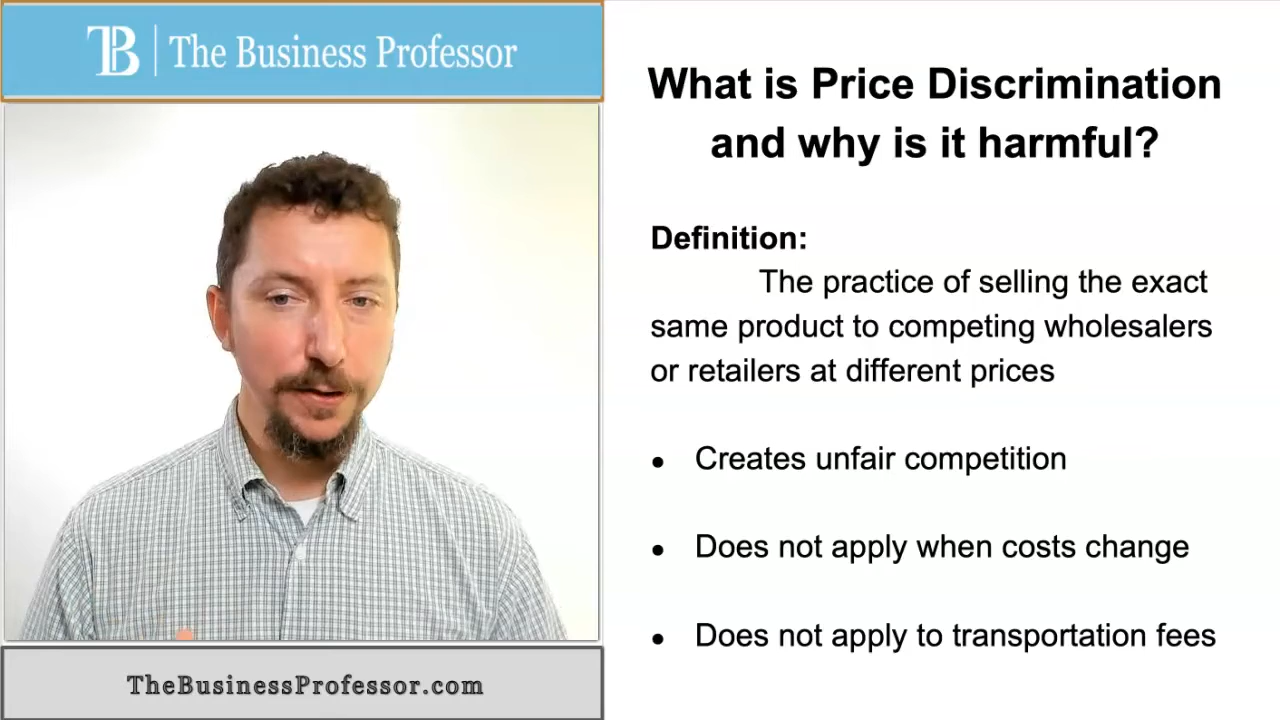 TB The Business Professor
What is Price Discrimination
and why is it harmful?
Definition:
The practice of selling the exact
same product to competing wholesalers
or retailers at different prices
● Creates unfair competition
● Does not apply when costs change
● Does not apply to transportation fees
TheBusinessProfessor.com